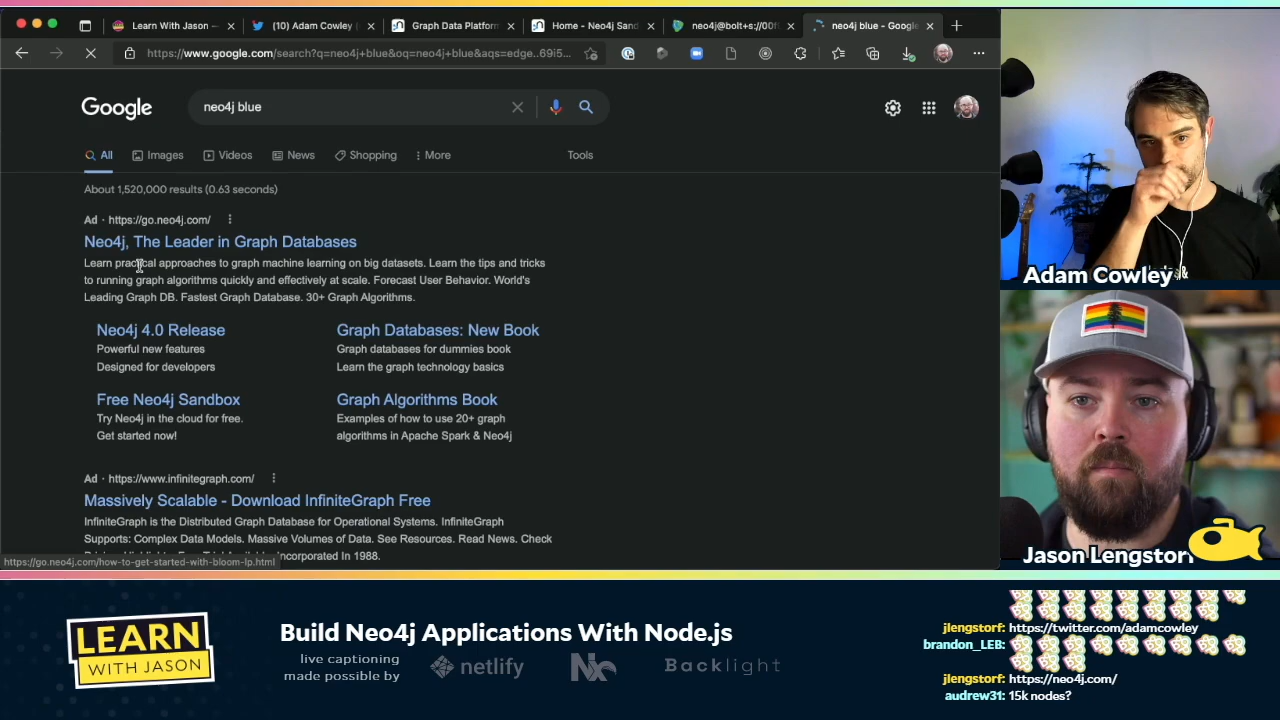 Learn With Jason —
(10) Adam Cowley
Graph Data Platform
Home - Neo4j San
neo4j@bolt+s://00f
neo4j blue - Google
https://www.google.com/search?q=neo4j+blue&oq=neo4j+blue&aqs=edge..69i5...
Google
neo4j blue
All
Images
Videos
News
Shopping
More
Tools
About 1,520,000 results (0.63 seconds)
Ad · https://go.neo4j.com/
Neo4j, The Leader in Graph Databases
Learn practical approaches to graph machine learning on big datasets. Learn the tips and tricks
to running graph algorithms quickly and effectively at scale. Forecast User Behavior. World's
Leading Graph DB. Fastest Graph Database. 30+ Graph Algorithms.
Neo4j 4.0 Release
Powerful new features
Designed for developers
Graph Databases: New Book
Graph databases for dummies book
Learn the graph technology basics
Free Neo4j Sandbox
Try Neo4j in the cloud for free.
Get started now!
Graph Algorithms Book
Examples of how to use 20+ graph
algorithms in Apache Spark & Neo4j
Ad · https://www.infinitegraph.com/
Massively Scalable - Download InfiniteGraph Free
InfiniteGraph is the Distributed Graph Database for Operational Systems. InfiniteGraph
Supports: Complex Data Models. Massive Volumes of Data. See Resources. Read News. Check
Incorporated In 1988.
https://go.neo4j.com/how-to-get-started-with-bloom-lp.html
Adam Cowley
Jason Lengstorf
LEARN
WITH JASON
Build Neo4j Applications With Node.js
live captioning
made possible by
netlify
Nx
Backlight
jlengstorf: https://twitter.com/adamcowley
brandon_LEB:
jlengstorf: https://neo4j.com/
audrew31: 15k nodes?